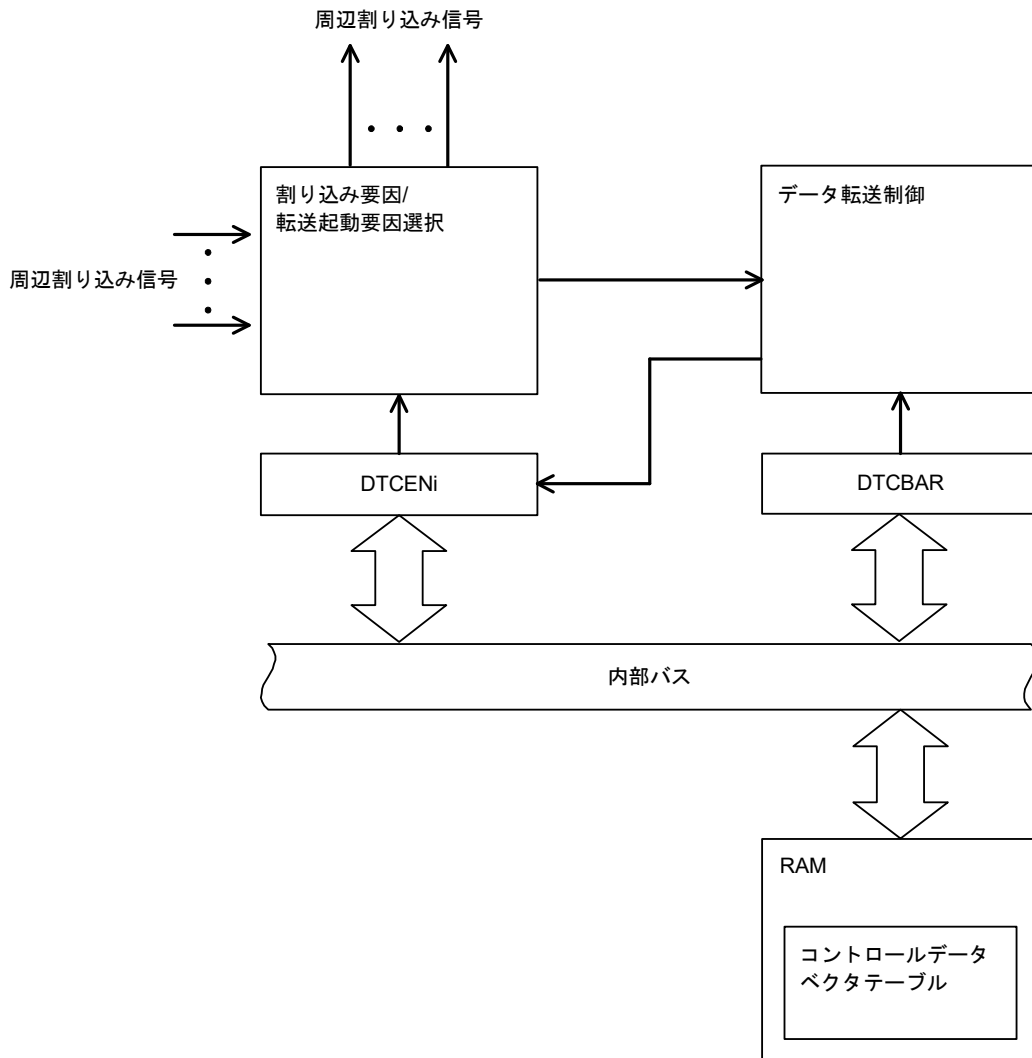 周辺割り込み信号
割り込み要因/
転送起動要因選択
データ転送制御
周辺割り込み信号
DTCENi
DTCBAR
内部バス
RAM
コントロールデータ
ベクタテーブル